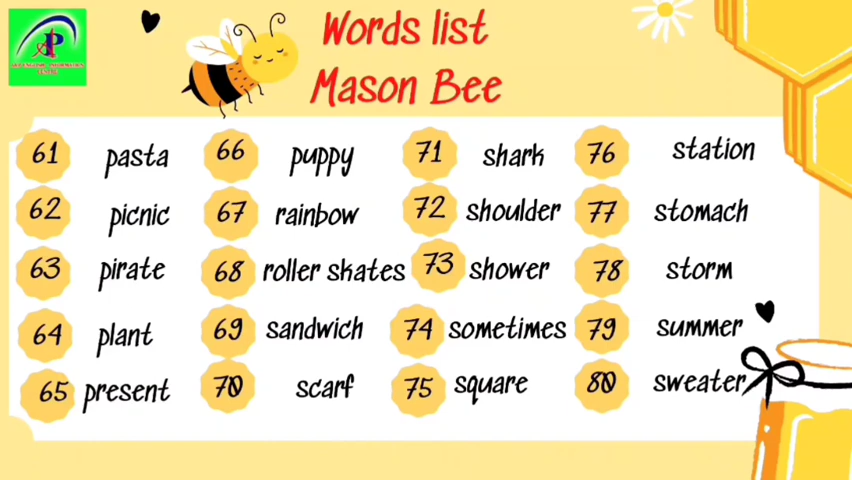 Words list
Mason Bee
61 pasta
62 picnic
63 pirate
64 plant
65 present
66 puppy
67 rainbow
68 roller skates
69 sandwich
70 scarf
71 shark
72 shoulder
73 shower
74 sometimes
75 square
76 station
77 stomach
78 storm
79 summer
80 sweater